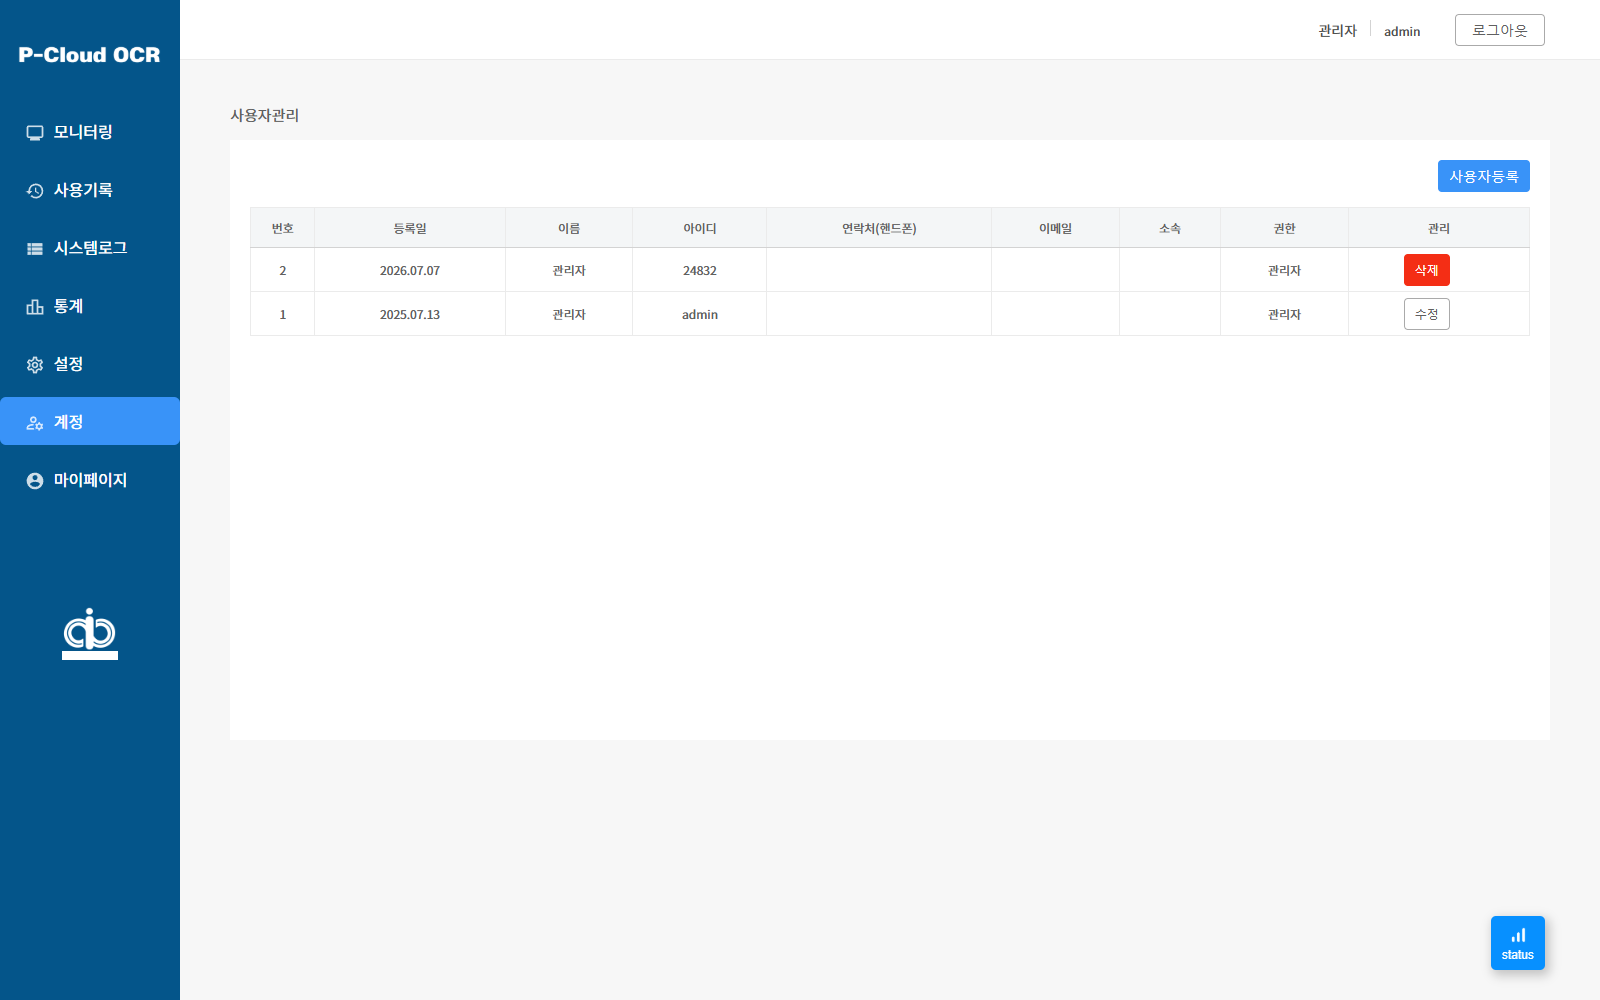 P-Cloud OCR
관리자 admin 로그아웃
모니터링
사용기록
시스템로그
통계
설정
계정
마이페이지
사용자관리
사용자등록
번호 등록일 이름 아이디 연락처(핸드폰) 이메일 소속 권한 관리
2 2026.07.07 관리자 24832 관리자 삭제
1 2025.07.13 관리자 admin 관리자 수정
status